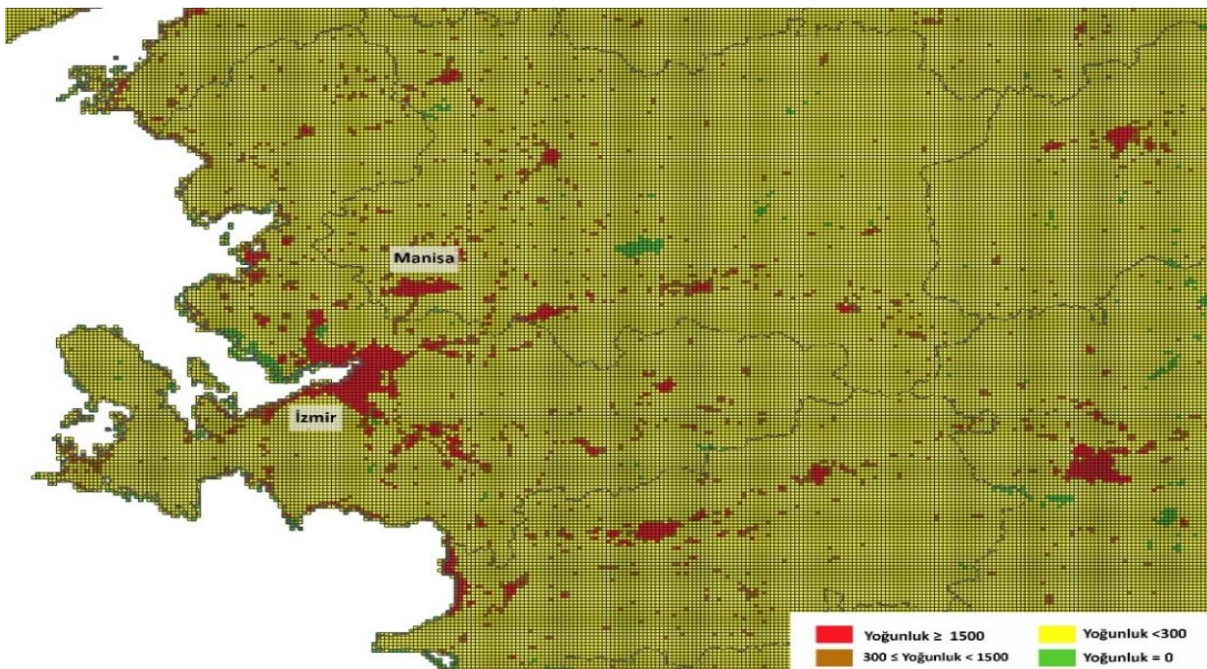 Manisa
İzmir
Yoğunluk ≥ 1500
Yoğunluk <300
300 ≤ Yoğunluk < 1500
Yoğunluk = 0